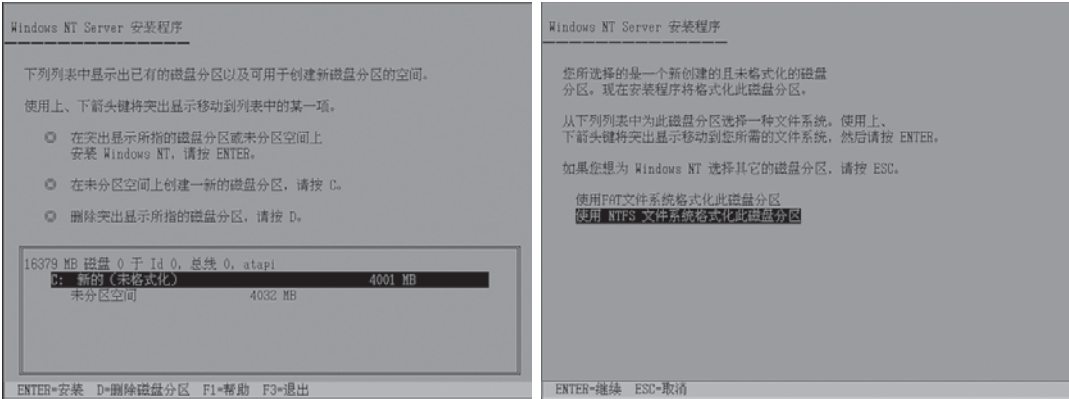 Windows NT Server 安装程序
下列列表中显示出已有的磁盘分区以及可用于创建新磁盘分区的空间。
使用上、下箭头键将突出显示移动到列表中的某一项。
在突出显示所指的磁盘分区或未分区空间上
安装 Windows NT，请按 ENTER。
在未分区空间上创建一新的磁盘分区，请按 C。
删除突出显示所指的磁盘分区，请按 D。
16379 MB 磁盘 0 于 Id 0，总线 0，atapi
C: 新的（未格式化） 4001 MB
未分区空间 4032 MB
ENTER=安装 D=删除磁盘分区 F1=帮助 F3=退出
Windows NT Server 安装程序
您所选择的是一个新创建的且未格式化的磁盘
分区。现在安装程序将格式化此磁盘分区。
从下列列表中为此磁盘分区选择一种文件系统。使用上、
下箭头键将突出显示移动到您所需的文件系统，然后请按 ENTER。
如果您想为 Windows NT 选择其它的磁盘分区，请按 ESC。
使用FAT文件系统格式化此磁盘分区
使用 NTFS 文件系统格式化此磁盘分区
ENTER=继续 ESC=取消